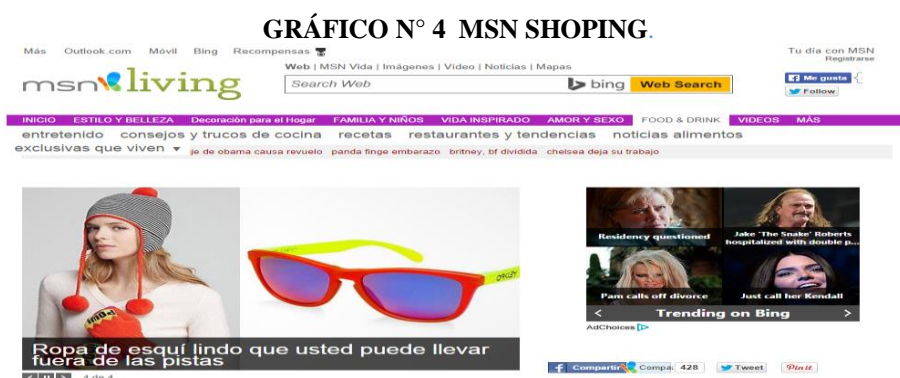 GRÁFICO N° 4 MSN SHOPING.
Más Outlook.com Móvil Bing Recompensas
Tu día con MSN
Registrarse
Web | MSN Vida | Imágenes | Vídeo | Noticias | Mapas
msn living
Search Web
bing
Web Search
Me gusta
Follow
INICIO ESTILO Y BELLEZA Decoración para el Hogar FAMILIA Y NIÑOS VIDA INSPIRADO AMOR Y SEXO FOOD & DRINK VIDEOS MÁS
entretenido consejos y trucos de cocina recetas restaurantes y tendencias noticias alimentos
exclusivas que viven
je de obama causa revuelo panda finge embarazo britney, bf dividida chelsea deja su trabajo
OAKLEY
Ropa de esquí lindo que usted puede llevar
fuera de las pistas
4 de 4
Residency questioned
Jake 'The Snake' Roberts
hospitalized with double p...
Pam calls off divorce
Just call her Kendall
< Trending on Bing >
AdChoices
Compartir
Compa
428
Tweet
Pin it